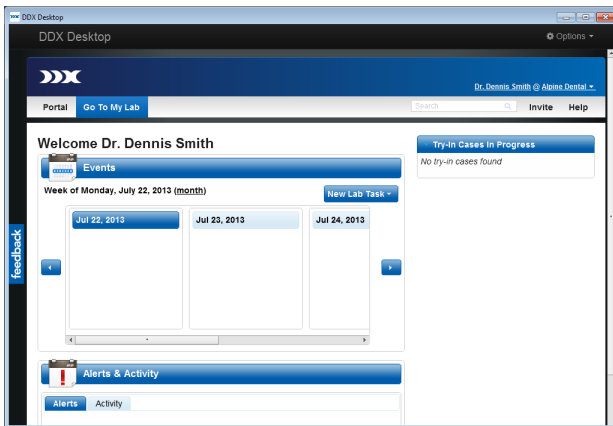 DDX Desktop
DDX Desktop
Options
DDX
Dr. Dennis Smith @ Alpine Dental
Portal Go To My Lab Search Invite Help
Welcome Dr. Dennis Smith
Try-In Cases In Progress
Events
No try-in cases found
Week of Monday, July 22, 2013 (month)
New Lab Task
Jul 22, 2013 Jul 23, 2013 Jul 24, 2013
feedback
Alerts & Activity
Alerts Activity